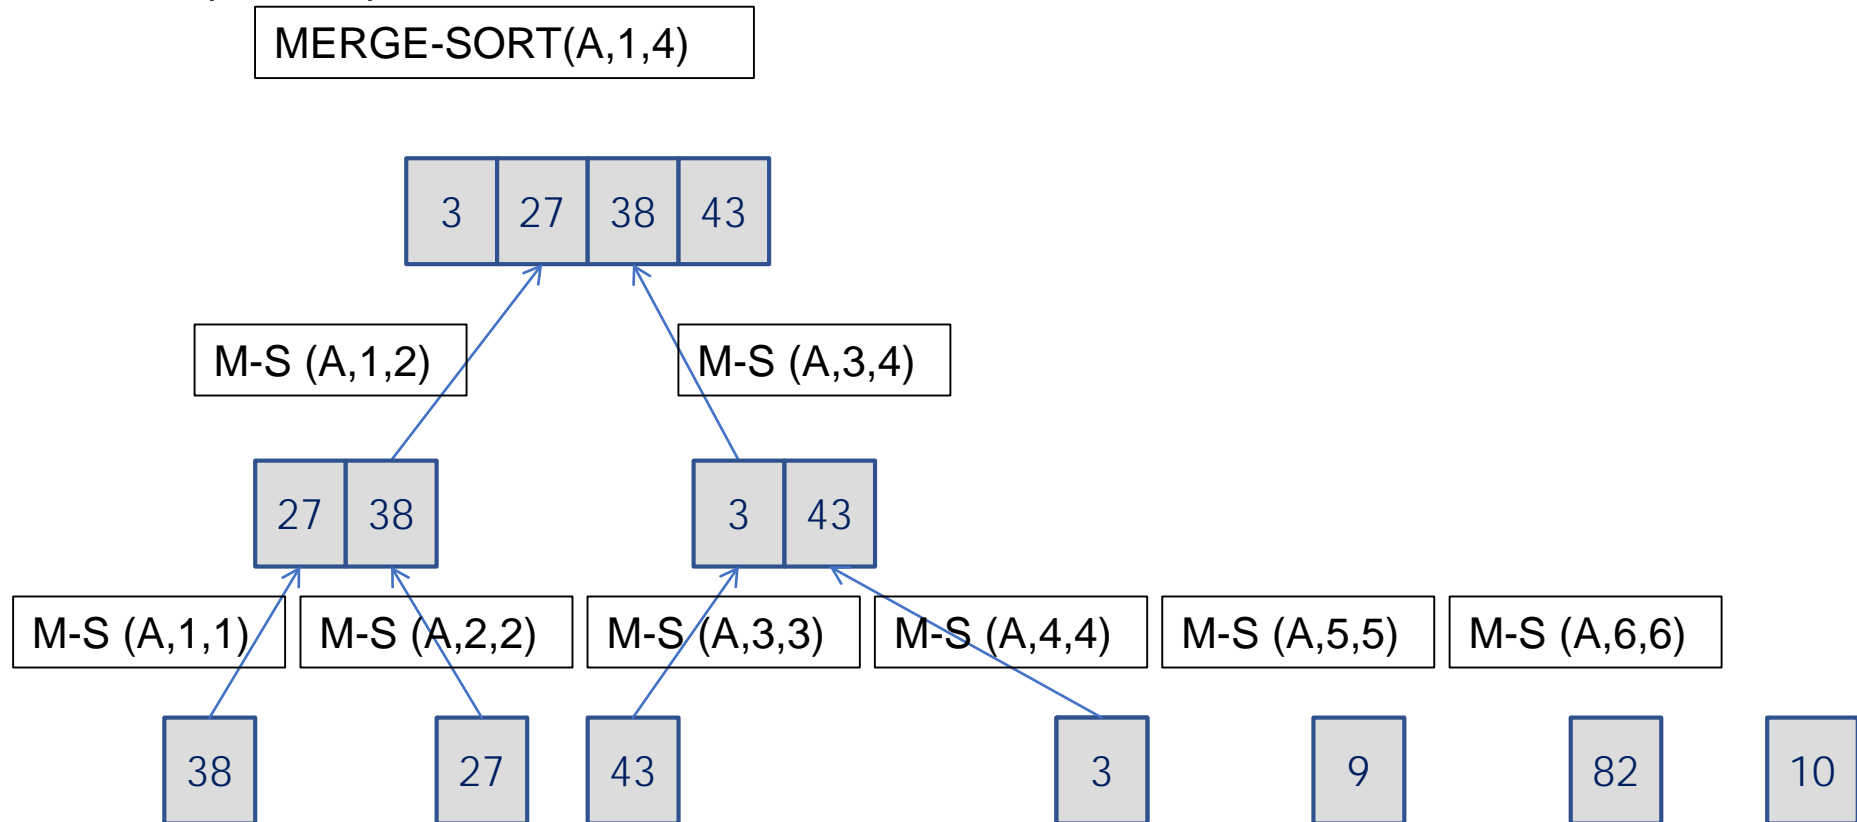 MERGE-SORT(A,1,4)
3 27 38 43
M-S (A,1,2) M-S (A,3,4)
27 38 3 43
M-S (A,1,1) M-S (A,2,2) M-S (A,3,3) M-S (A,4,4) M-S (A,5,5) M-S (A,6,6)
38 27 43 3 9 82 10